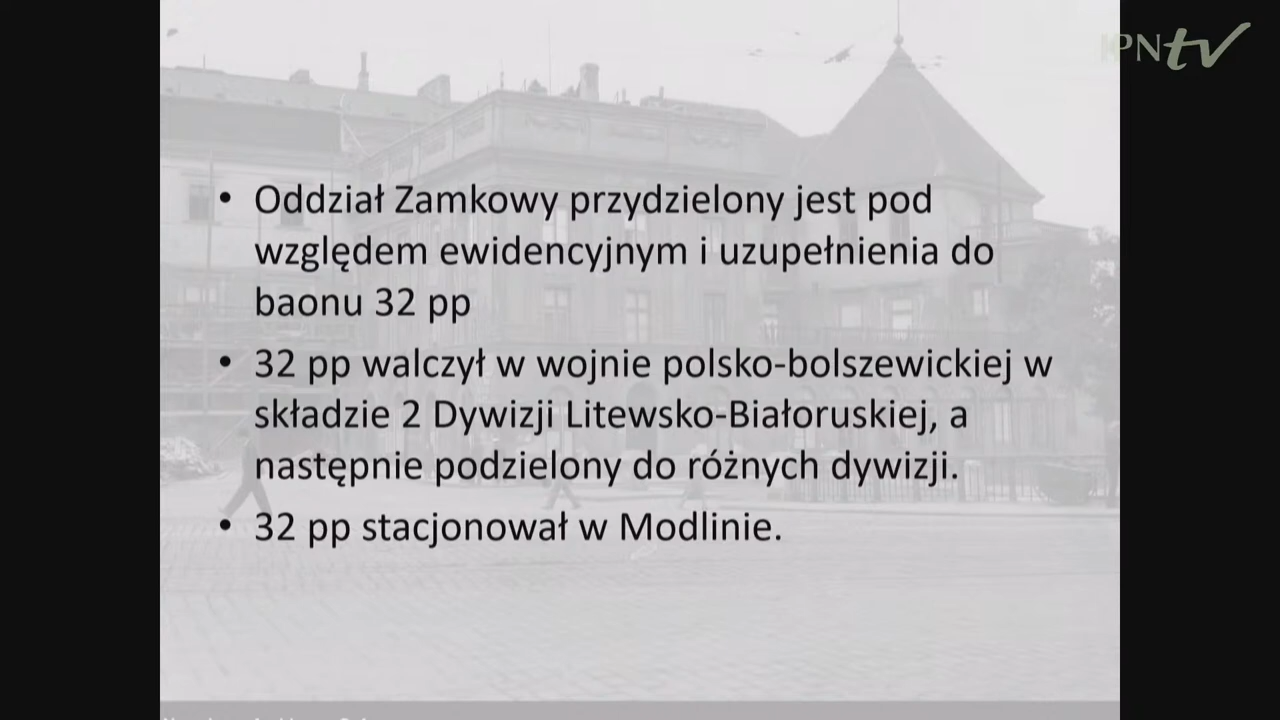 IPNtv
• Oddział Zamkowy przydzielony jest pod
względem ewidencyjnym i uzupełnienia do
baonu 32 pp
• 32 pp walczył w wojnie polsko-bolszewickiej w
składzie 2 Dywizji Litewsko-Białoruskiej, a
następnie podzielony do różnych dywizji.
• 32 pp stacjonował w Modlinie.